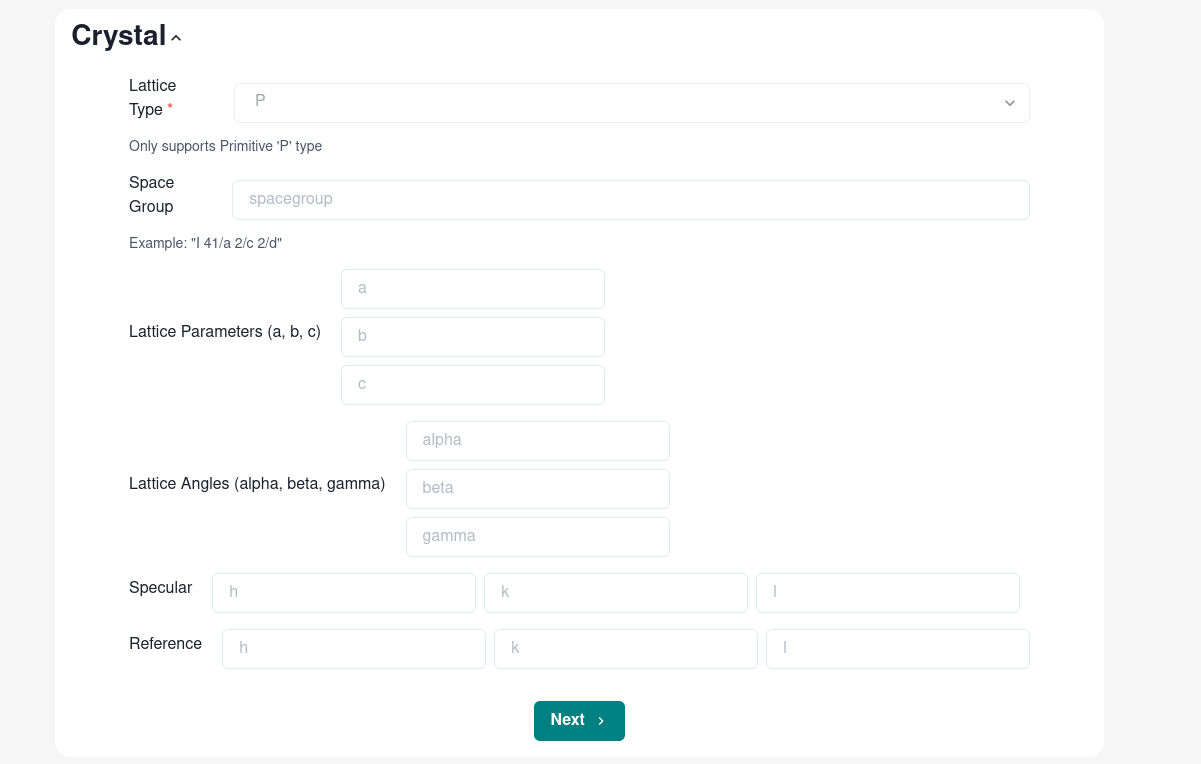 Crystal
Lattice
Type *
P
Only supports Primitive 'P' type
Space
Group
spacegroup
Example: "I 41/a 2/c 2/d"
Lattice Parameters (a, b, c)
a
b
c
Lattice Angles (alpha, beta, gamma)
alpha
beta
gamma
Specular h k l
Reference h k l
Next